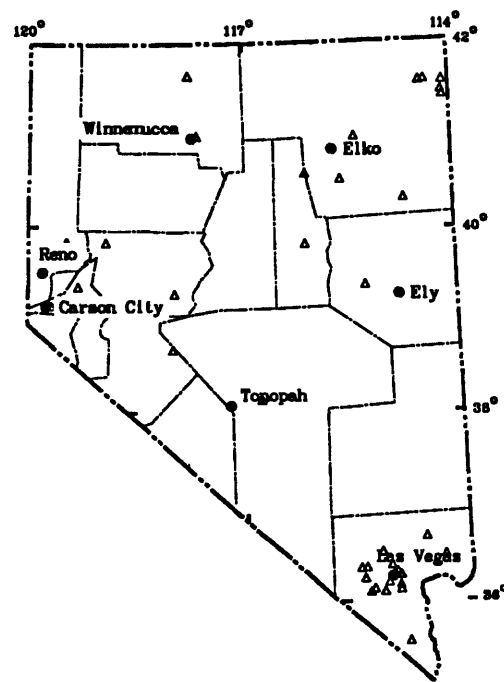 120°
117°
114°
42°
Winnemucca
Elko
40°
Reno
Carson City
Ely
Tonopah
38°
Las Vegas
36°